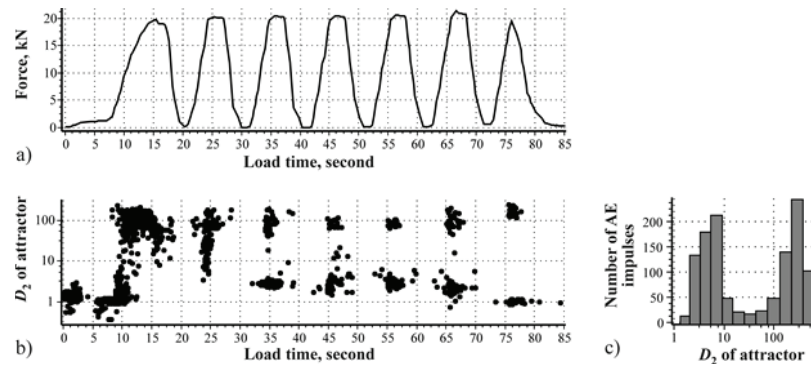 20
15
10
5
0
Force, kN
0 5 10 15 20 25 30 35 40 45 50 55 60 65 70 75 80 85
a) Load time, second
100
10
1
D₂ of attractor
0 5 10 15 20 25 30 35 40 45 50 55 60 65 70 75 80 85
b) Load time, second
200
150
100
50
0
Number of AE
impulses
1 10 100
c) D₂ of attractor